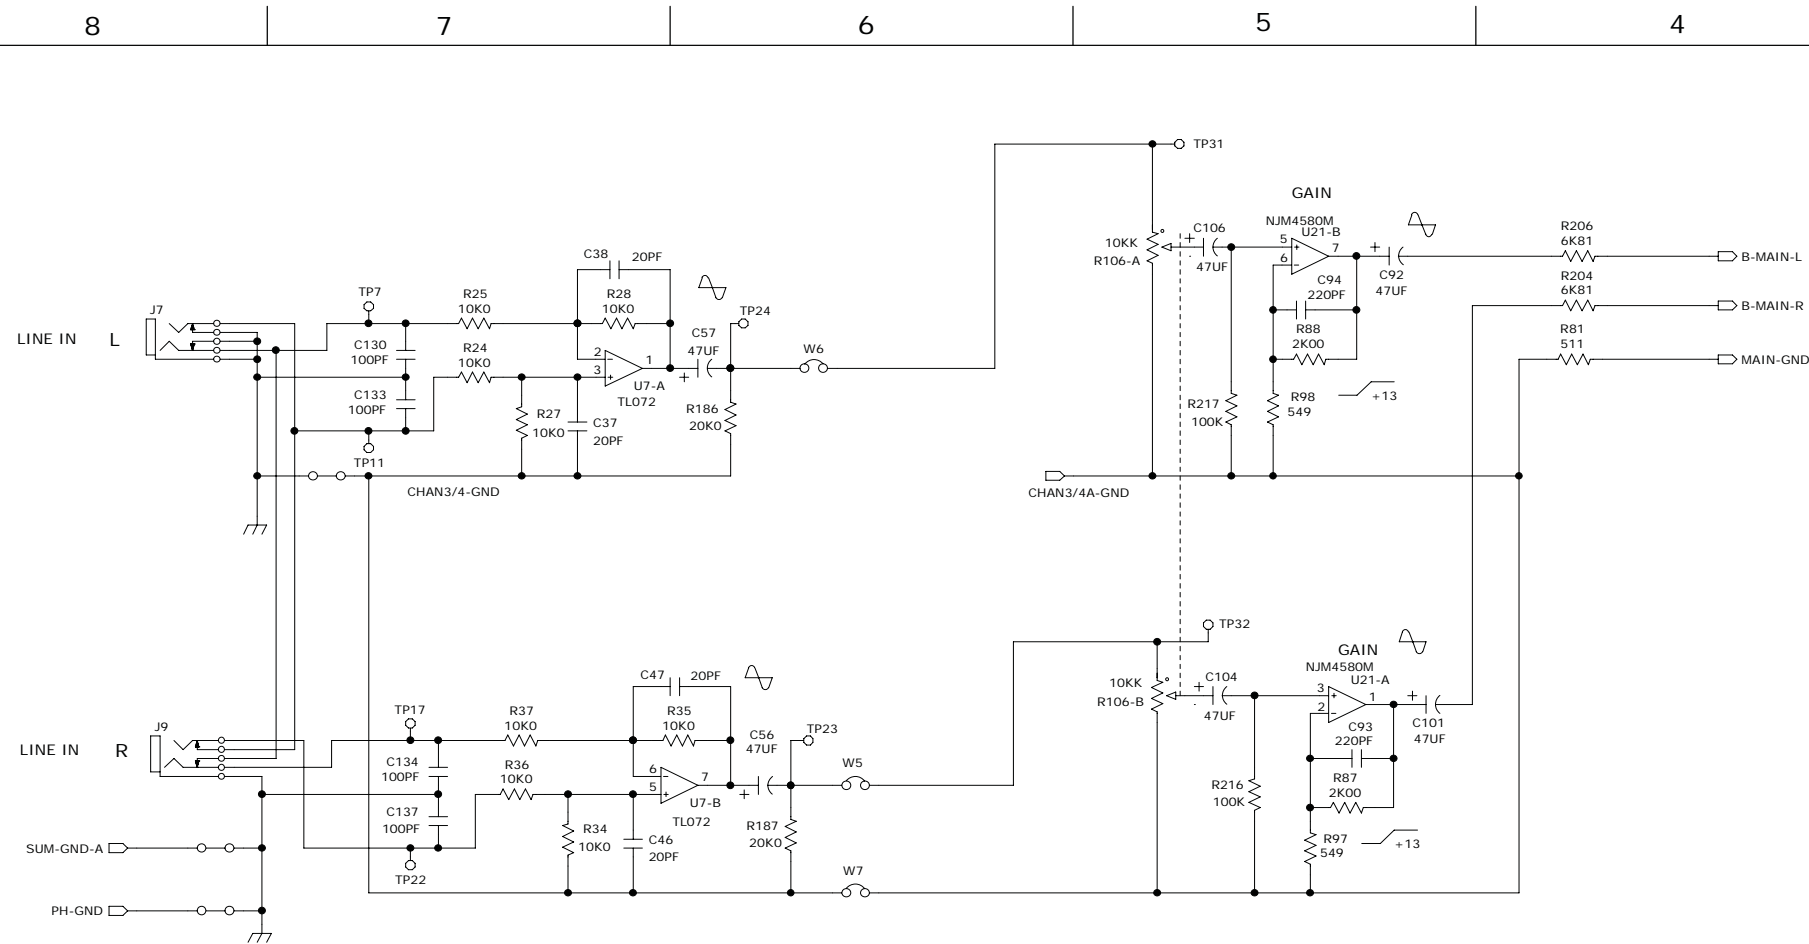 8 7 6 5 4
TP31
GAIN
NJM4580M
U21-B
10KK
R106-A
C106
47UF
5
6
7
C94
220PF
R88
2K00
C92
47UF
R206
6K81
B-MAIN-L
R204
6K81
B-MAIN-R
R81
511
MAIN-GND
R217
100K
R98
549
+13
CHAN3/4A-GND
LINE IN L
J7
TP7
C130
100PF
C133
100PF
TP11
R25
10K0
R24
10K0
C38
20PF
R28
10K0
2
3
1
U7-A
TL072
R27
10K0
C37
20PF
C57
47UF
TP24
R186
20K0
W6
CHAN3/4-GND
TP32
GAIN
NJM4580M
U21-A
10KK
R106-B
C104
47UF
3
2
1
C93
220PF
R87
2K00
C101
47UF
R216
100K
R97
549
+13
LINE IN R
J9
TP17
C134
100PF
C137
100PF
TP22
R37
10K0
R36
10K0
C47
20PF
R35
10K0
6
5
7
U7-B
TL072
R34
10K0
C46
20PF
C56
47UF
TP23
R187
20K0
W5
W7
SUM-GND-A
PH-GND